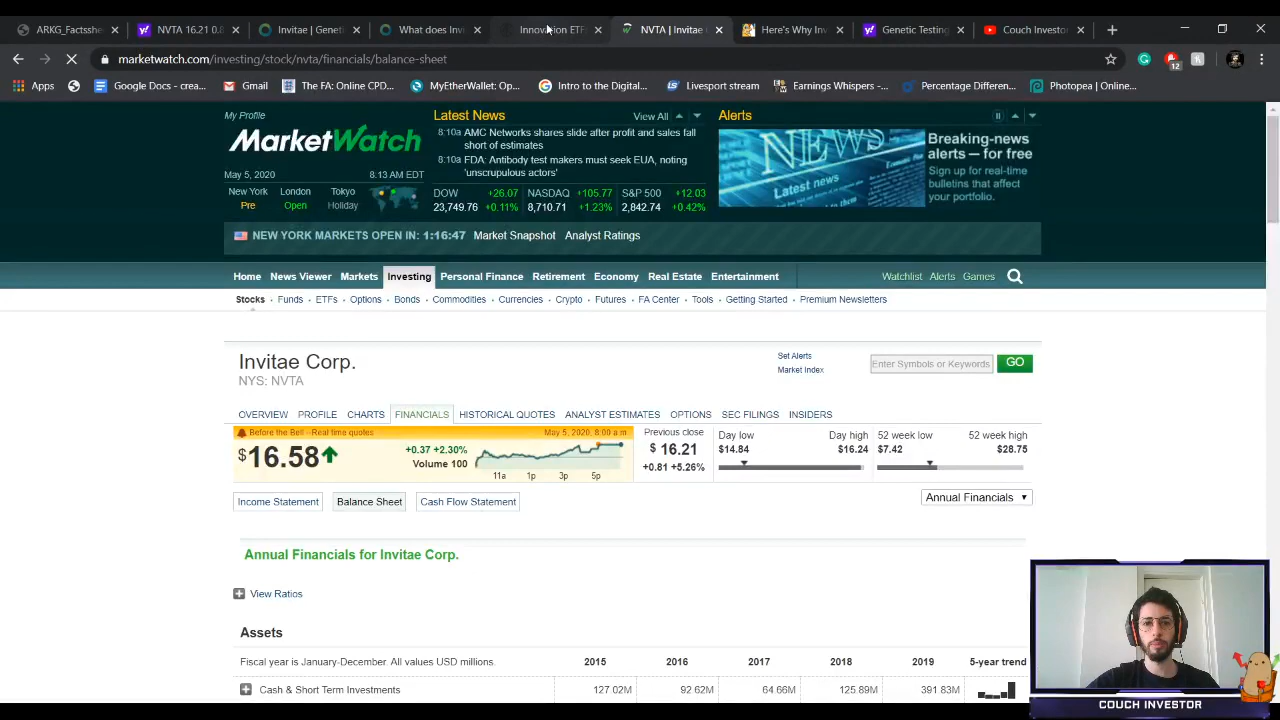 ARKG_Factsshe
NVTA 16.21 0.8
Invitae | Geneti
What does Invi
Innovation ETF
NVTA | Invitae C
Here's Why Inv
Genetic Testing
Couch Investor
marketwatch.com/investing/stock/nvta/financials/balance-sheet
12
Apps
Google Docs - crea...
Gmail
The FA: Online CPD...
MyEtherWallet: Op...
Intro to the Digital...
Livesport stream
Earnings Whispers -...
Percentage Differen...
Photopea | Online...
My Profile
MarketWatch
May 5, 2020 8:13 AM EDT
New York London Tokyo
Pre Open Holiday
Latest News View All
8:10a AMC Networks shares slide after profit and sales fall
short of estimates
8:10a FDA: Antibody test makers must seek EUA, noting
'unscrupulous actors'
DOW +26.07 NASDAQ +105.77 S&P 500 +12.03
23,749.76 +0.11% 8,710.71 +1.23% 2,842.74 +0.42%
Alerts
NEWS
Latest news
Breaking-news
alerts — for free
Sign up for real-time
bulletins that affect
your portfolio.
NEW YORK MARKETS OPEN IN: 1:16:47 Market Snapshot Analyst Ratings
Home News Viewer Markets Investing Personal Finance Retirement Economy Real Estate Entertainment
Watchlist Alerts Games
Stocks Funds ETFs Options Bonds Commodities Currencies Crypto Futures FA Center Tools Getting Started Premium Newsletters
Invitae Corp.
NYS: NVTA
Set Alerts
Market Index
Enter Symbols or Keywords GO
OVERVIEW PROFILE CHARTS FINANCIALS HISTORICAL QUOTES ANALYST ESTIMATES OPTIONS SEC FILINGS INSIDERS
Before the Bell Real time quotes May 5, 2020, 8:00 a.m.
$16.58
+0.37 +2.30%
Volume 100
11a 1p 3p 5p
Previous close
$ 16.21
+0.81 +5.26%
Day low Day high
$14.84 $16.24
52 week low 52 week high
$7.42 $28.75
Income Statement Balance Sheet Cash Flow Statement
Annual Financials
Annual Financials for Invitae Corp.
View Ratios
Assets
Fiscal year is January-December. All values USD millions. 2015 2016 2017 2018 2019 5-year trend
Cash & Short Term Investments 127.02M 92.62M 64.66M 125.89M 391.83M
COUCH INVESTOR